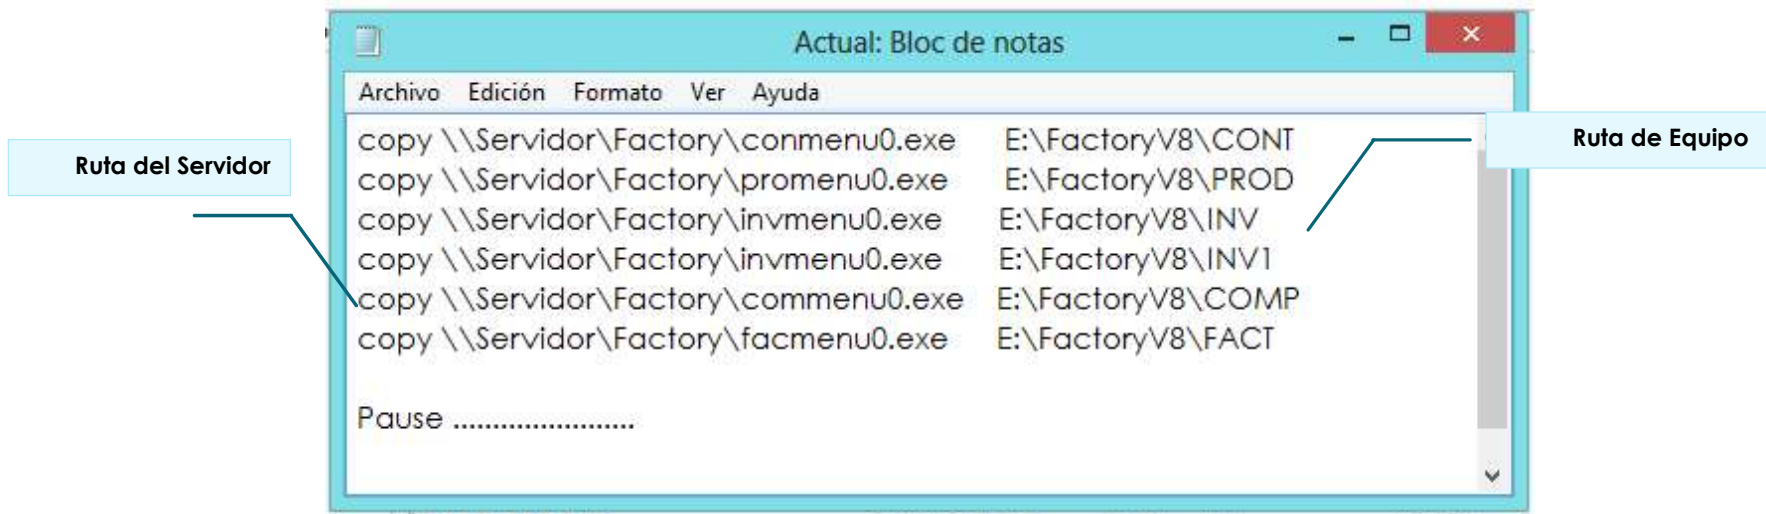 Actual: Bloc de notas
Archivo Edición Formato Ver Ayuda
Ruta del Servidor
Ruta de Equipo
copy \\Servidor\Factory\conmenu0.exe E:\FactoryV8\CONT
copy \\Servidor\Factory\promenu0.exe E:\FactoryV8\PROD
copy \\Servidor\Factory\invmenu0.exe E:\FactoryV8\INV
copy \\Servidor\Factory\invmenu0.exe E:\FactoryV8\INV1
copy \\Servidor\Factory\commenu0.exe E:\FactoryV8\COMP
copy \\Servidor\Factory\facmenu0.exe E:\FactoryV8\FACT
Pause .......................